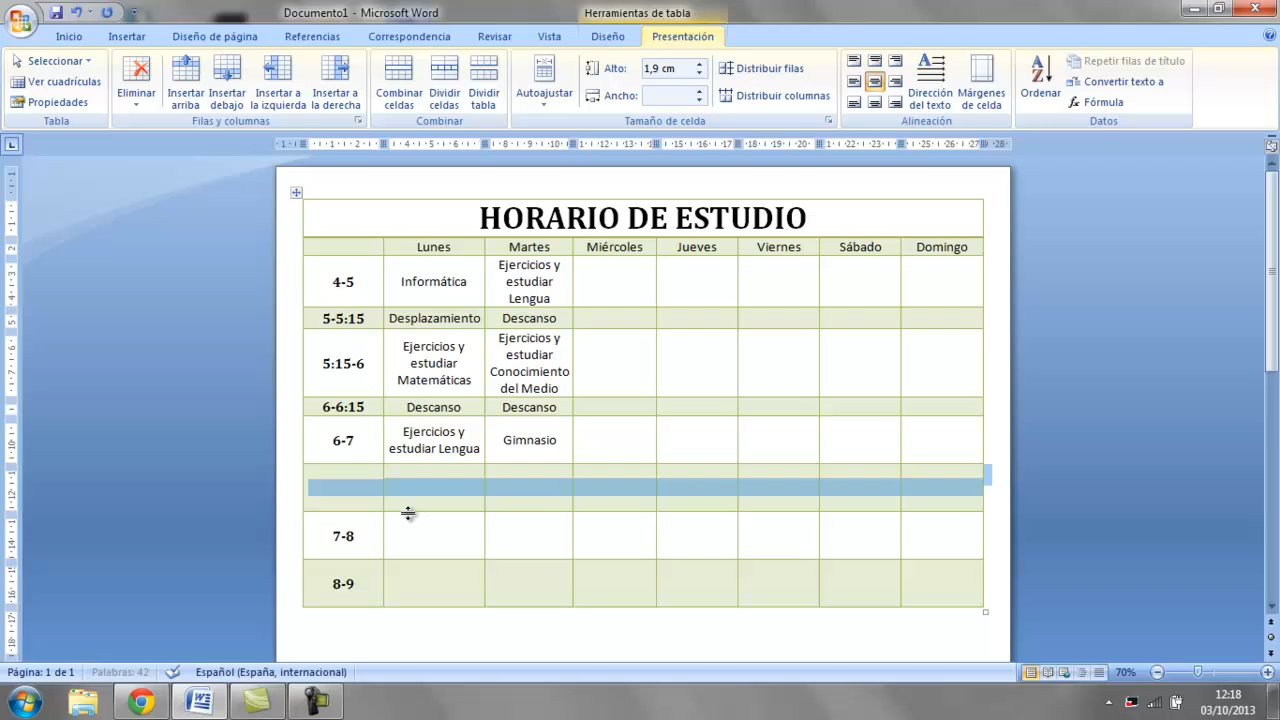 Documento1 - Microsoft Word
Herramientas de tabla
Inicio Insertar Diseño de página Referencias Correspondencia Revisar Vista Diseño Presentación
Seleccionar
Ver cuadrículas
Propiedades
Tabla
Eliminar
Insertar arriba
Insertar debajo
Insertar a la izquierda
Insertar a la derecha
Filas y columnas
Combinar celdas
Dividir celdas
Dividir tabla
Combinar
Autoajustar
Alto: 1,9 cm
Ancho:
Distribuir filas
Distribuir columnas
Tamaño de celda
Dirección del texto
Márgenes de celda
Alineación
Ordenar
Repetir filas de título
Convertir texto a
Fórmula
Datos
HORARIO DE ESTUDIO
Lunes Martes Miércoles Jueves Viernes Sábado Domingo
4-5
Informática
Ejercicios y
estudiar
Lengua
5-5:15 Desplazamiento Descanso
5:15-6
Ejercicios y
estudiar
Matemáticas
Ejercicios y
estudiar
Conocimiento
del Medio
6-6:15 Descanso Descanso
6-7
Ejercicios y
estudiar Lengua
Gimnasio
7-8
8-9
Página: 1 de 1 Palabras: 42 Español (España, internacional) 70%
12:18
03/10/2013